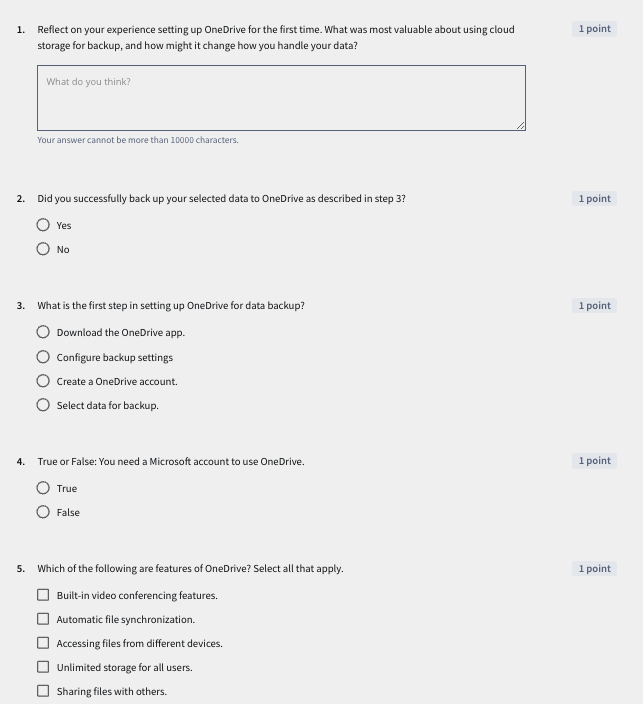 1. Reflect on your experience setting up OneDrive for the first time. What was most valuable about using cloud 1 point
storage for backup, and how might it change how you handle your data?
What do you think?
Your answer cannot be more than 10000 characters.
2. Did you successfully back up your selected data to OneDrive as described in step 3? 1 point
Yes
No
3. What is the first step in setting up OneDrive for data backup? 1 point
Download the OneDrive app.
Configure backup settings
Create a OneDrive account.
Select data for backup.
4. True or False: You need a Microsoft account to use OneDrive. 1 point
True
False
5. Which of the following are features of OneDrive? Select all that apply. 1 point
Built-in video conferencing features.
Automatic file synchronization.
Accessing files from different devices.
Unlimited storage for all users.
Sharing files with others.